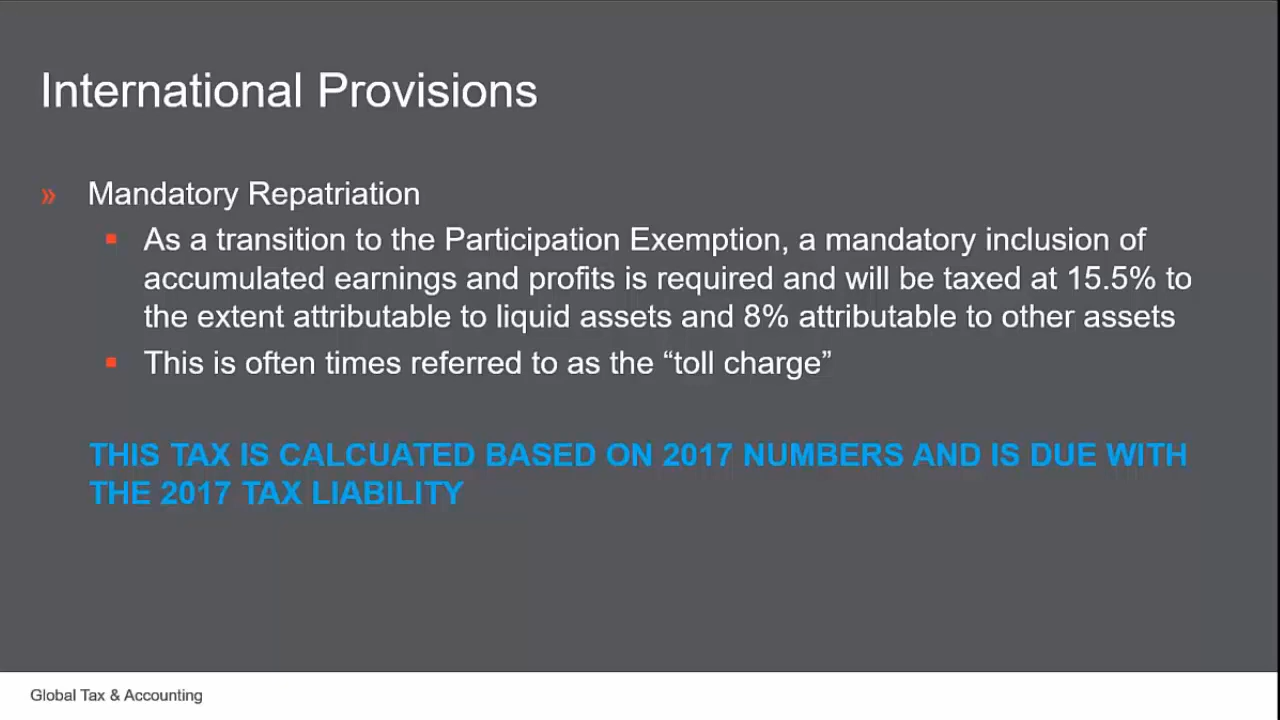 International Provisions
» Mandatory Repatriation
▪ As a transition to the Participation Exemption, a mandatory inclusion of
accumulated earnings and profits is required and will be taxed at 15.5% to
the extent attributable to liquid assets and 8% attributable to other assets
▪ This is often times referred to as the “toll charge”
THIS TAX IS CALCUATED BASED ON 2017 NUMBERS AND IS DUE WITH
THE 2017 TAX LIABILITY
Global Tax & Accounting